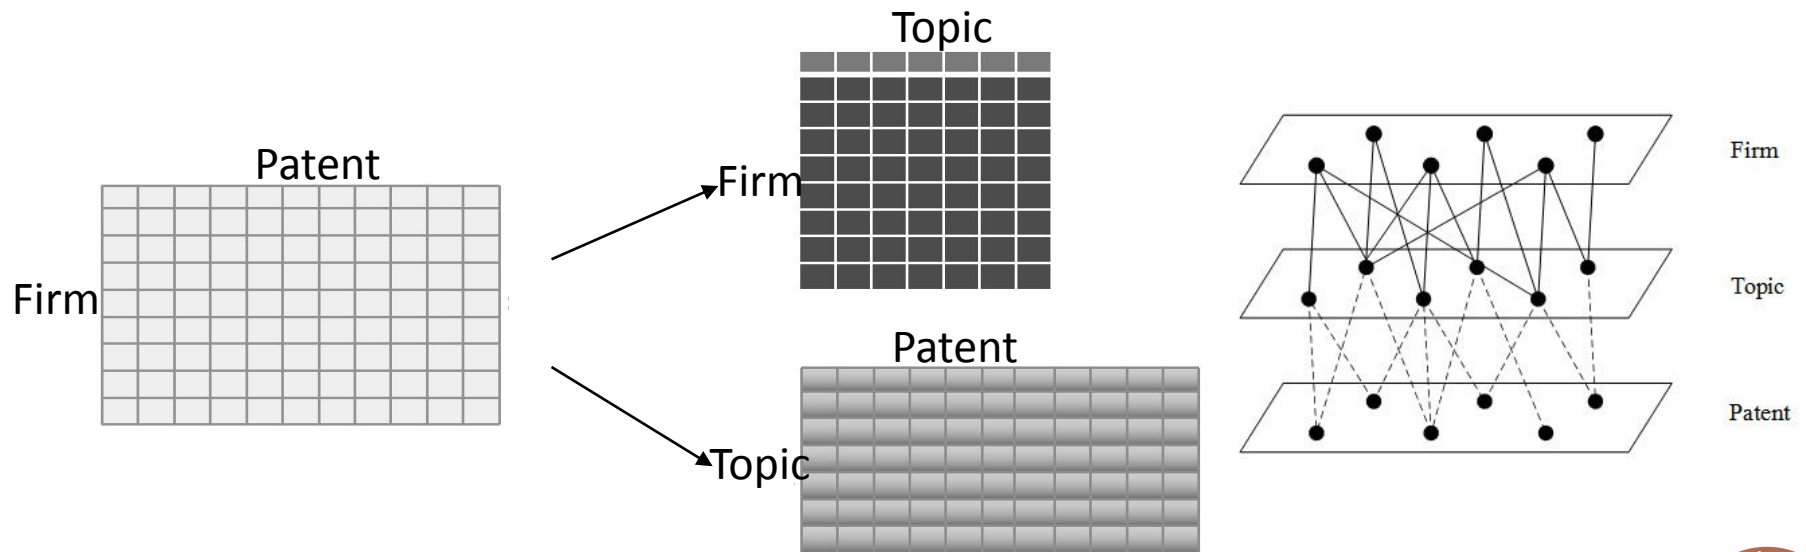 Patent
Firm
Topic
Firm
Patent
Topic
Firm
Topic
Patent